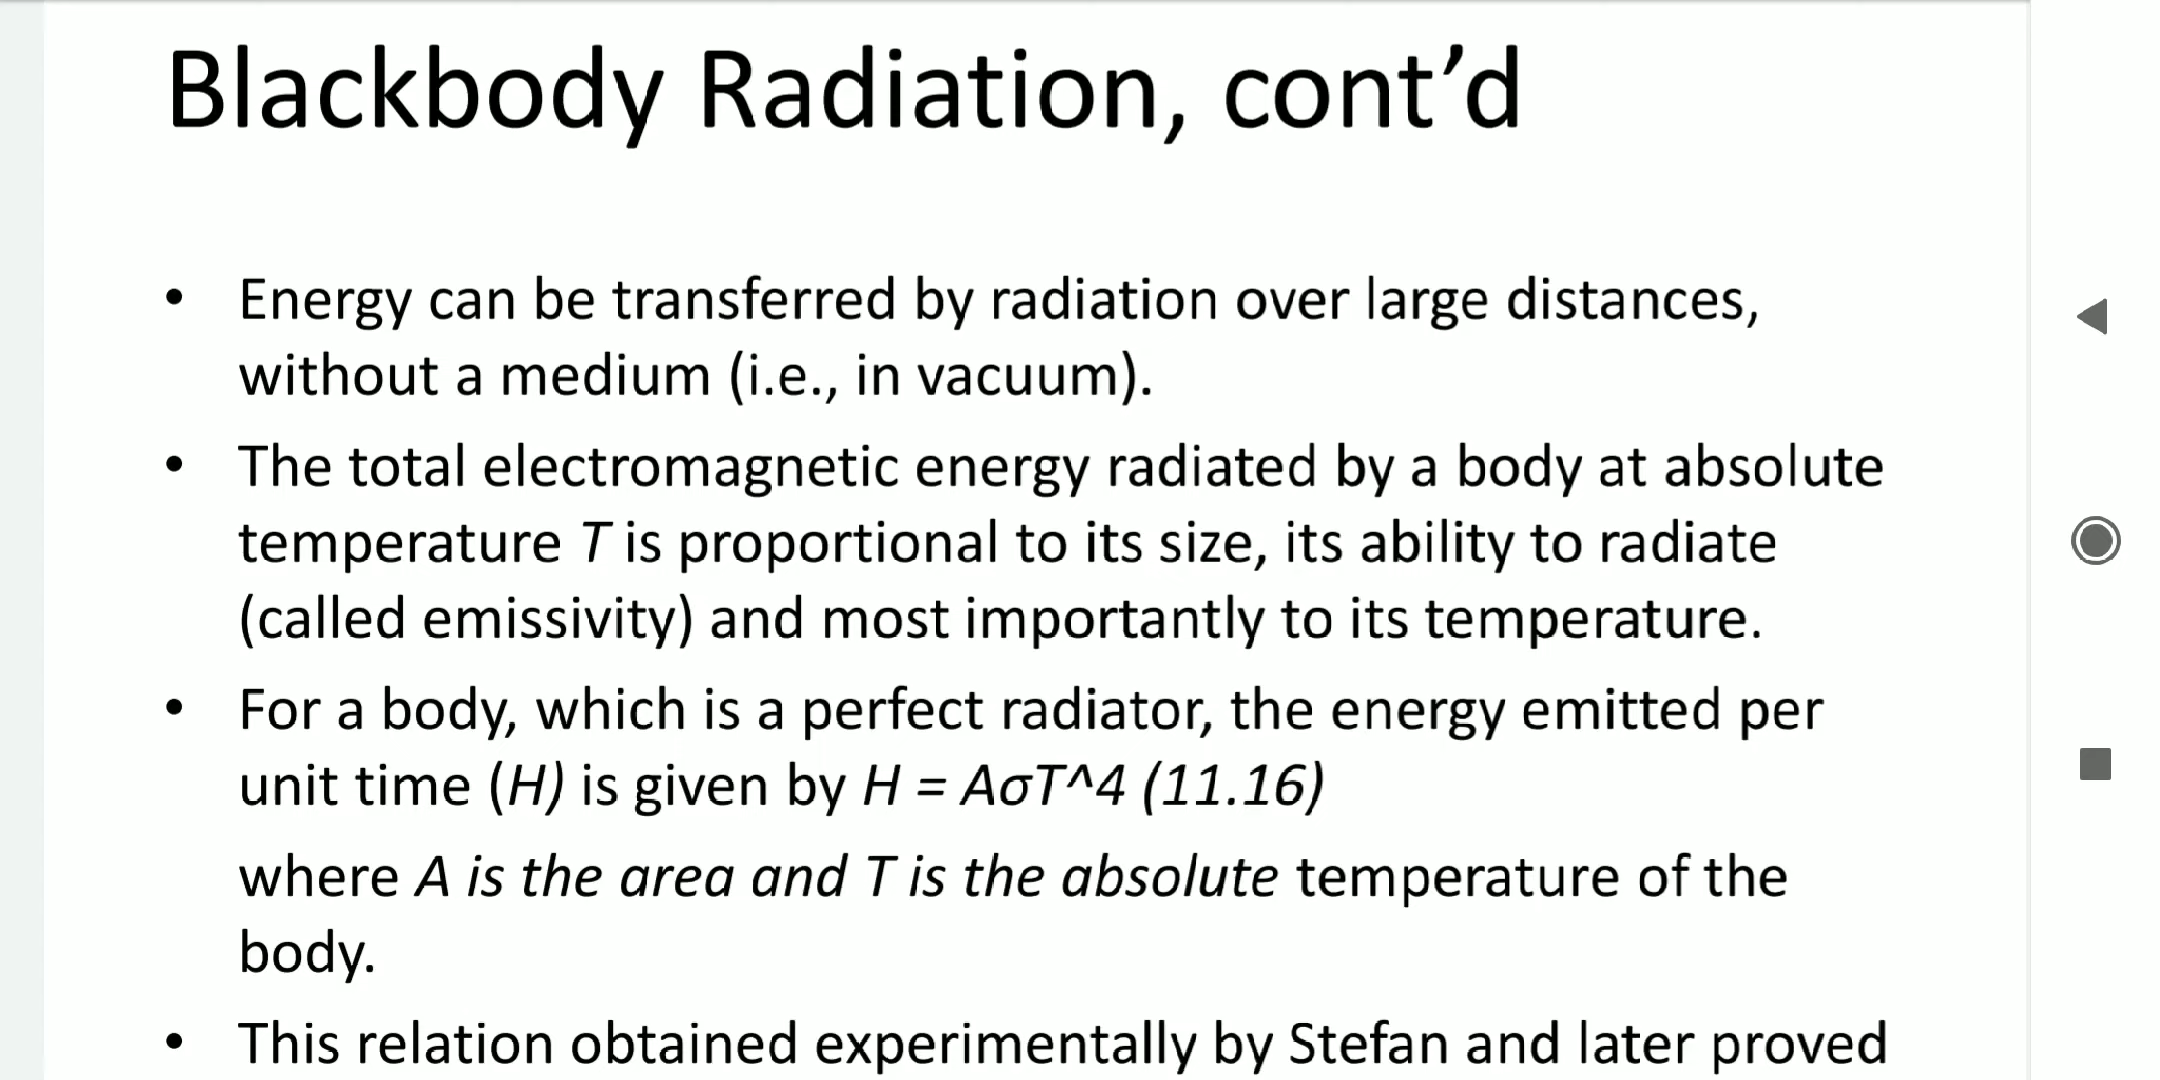 Blackbody Radiation, cont’d
• Energy can be transferred by radiation over large distances,
without a medium (i.e., in vacuum).
• The total electromagnetic energy radiated by a body at absolute
temperature T is proportional to its size, its ability to radiate
(called emissivity) and most importantly to its temperature.
• For a body, which is a perfect radiator, the energy emitted per
unit time (H) is given by H = AσT^4 (11.16)
where A is the area and T is the absolute temperature of the
body.
• This relation obtained experimentally by Stefan and later proved